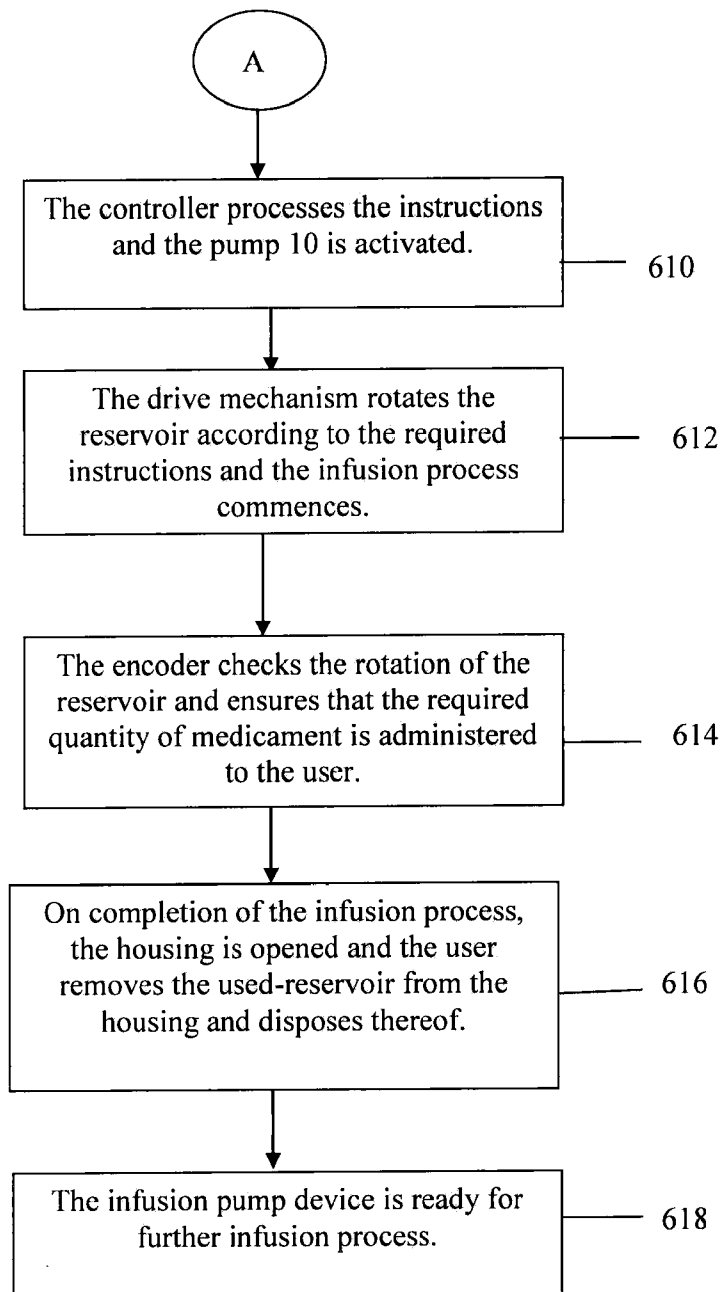 A
The controller processes the instructions
and the pump 10 is activated.
610
The drive mechanism rotates the
reservoir according to the required
instructions and the infusion process
commences.
612
The encoder checks the rotation of the
reservoir and ensures that the required
quantity of medicament is administered
to the user.
614
On completion of the infusion process,
the housing is opened and the user
removes the used-reservoir from the
housing and disposes thereof.
616
The infusion pump device is ready for
further infusion process.
618